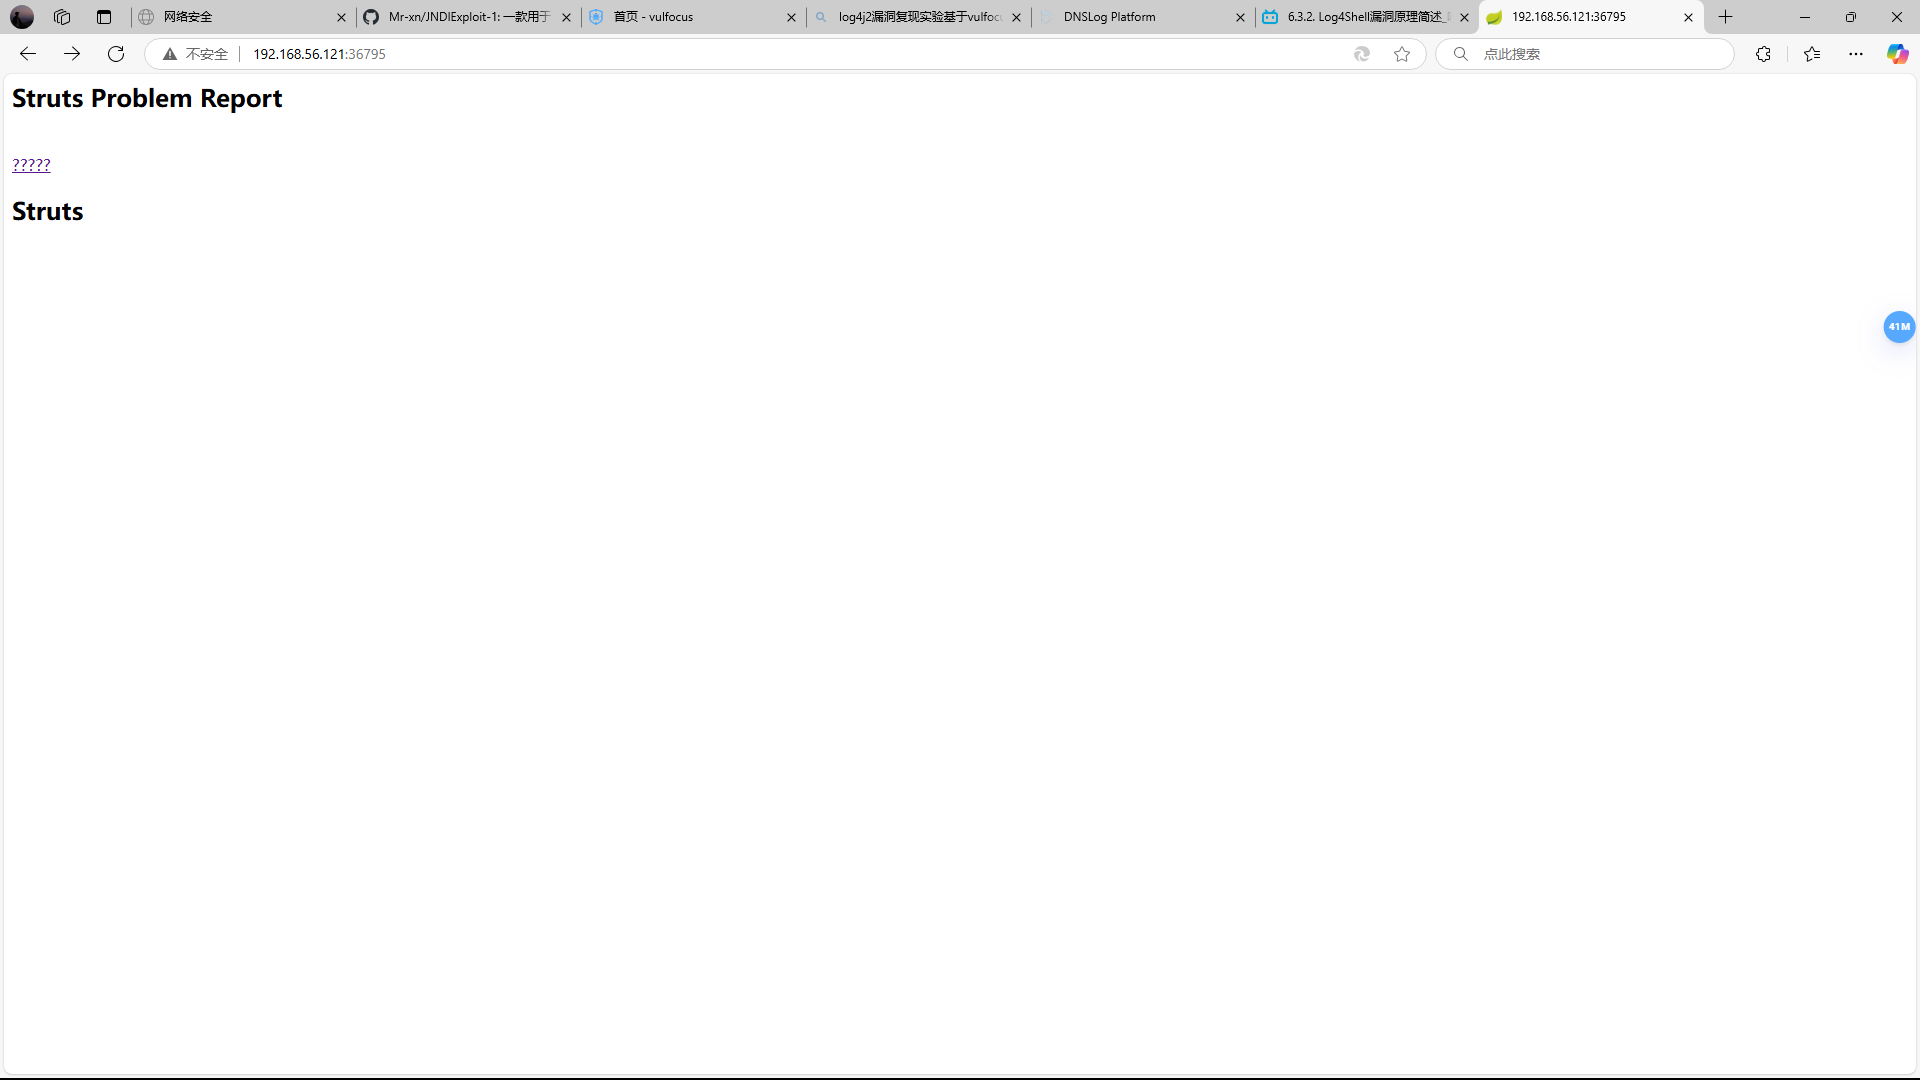 网络安全
Mr-xn/JNDIExploit-1: 一款用于
首页 - vulfocus
log4j2漏洞复现实验基于vulfocu
DNSLog Platform
6.3.2. Log4Shell漏洞原理简述_
192.168.56.121:36795
不安全
192.168.56.121:36795
点此搜索
Struts Problem Report
?????
Struts
41M